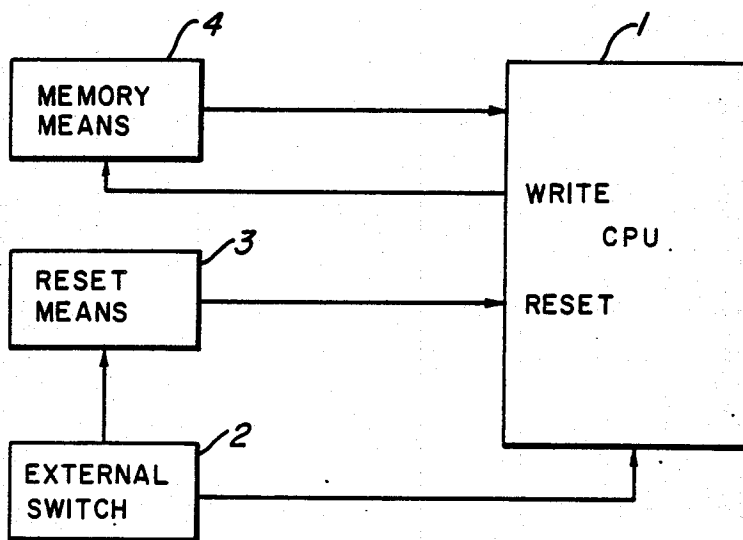 4
1
MEMORY
MEANS
WRITE
CPU
3
RESET
MEANS
RESET
2
EXTERNAL
SWITCH